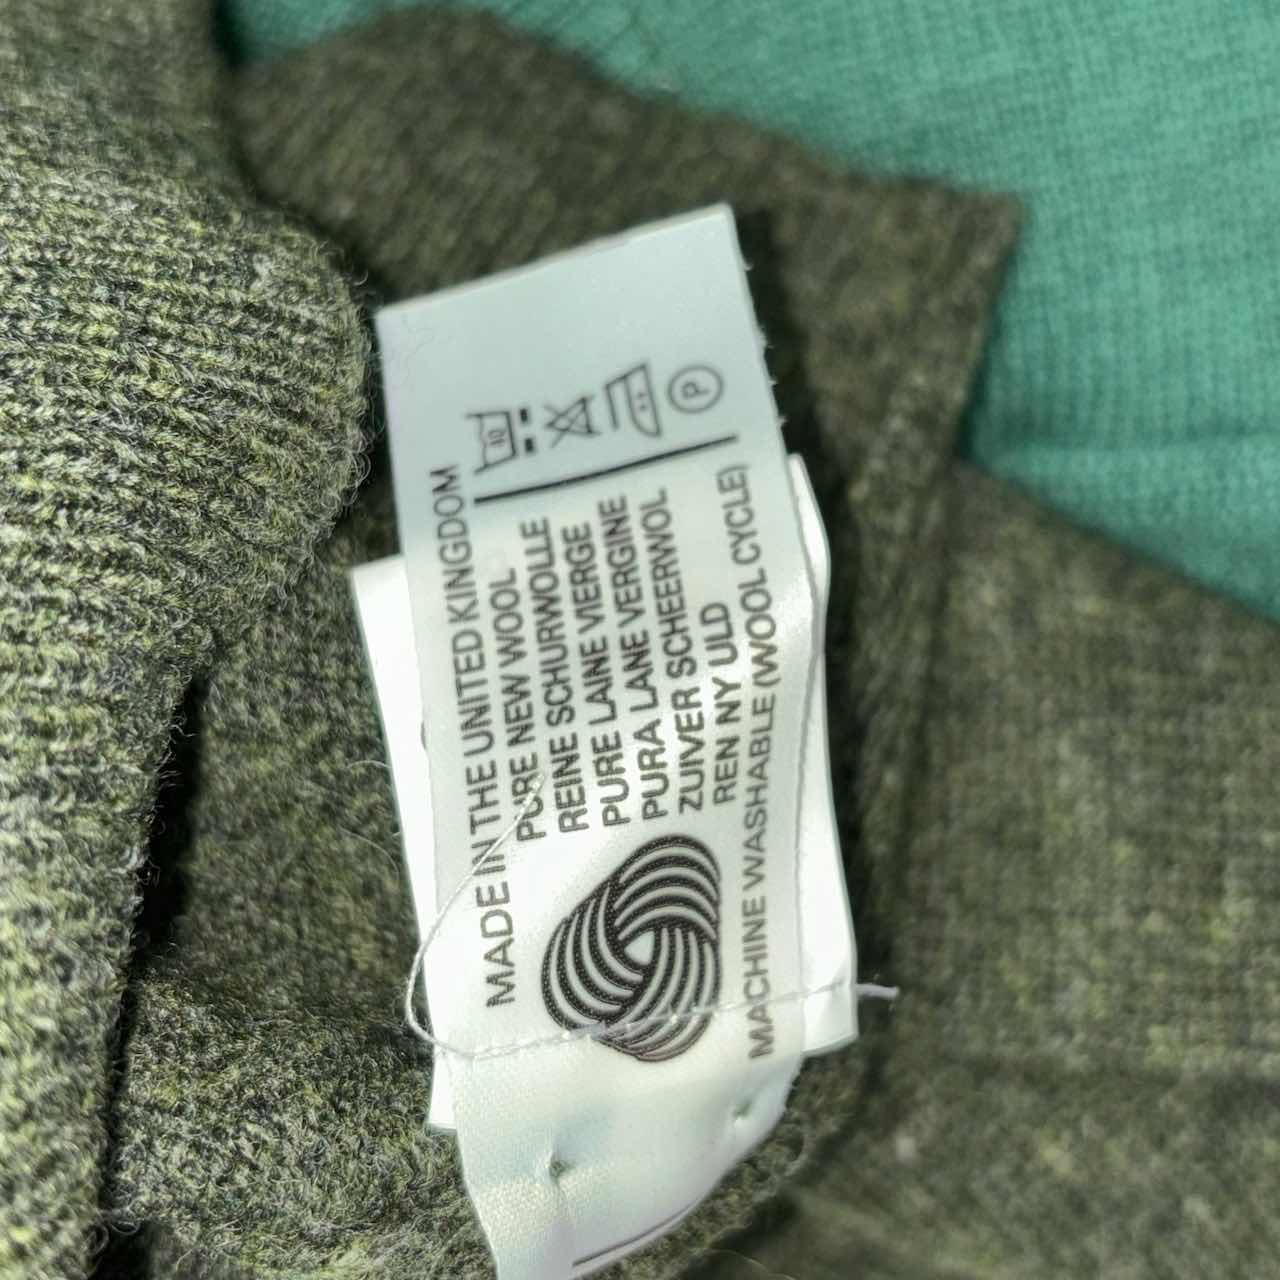 MADE IN THE UNITED KINGDOM
PURE NEW WOOL
REINE SCHURWOLLE
PURE LAINE VIERGE
PURA LANE VERGINE
ZUIVER SCHEERWOL
REN NY ULD
MACHINE WASHABLE (WOOL CYCLE)
P